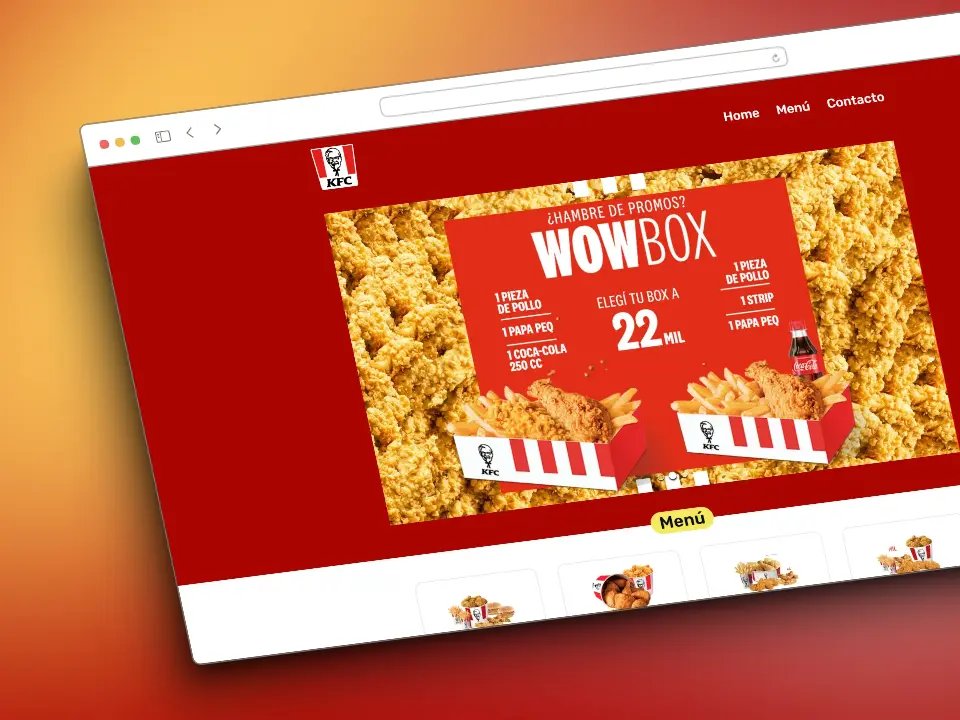 Home Menú Contacto
KFC
¿HAMBRE DE PROMOS?
WOWBOX
1 PIEZA
DE POLLO
1 PAPA PEQ
1 COCA-COLA
250 CC
ELEGÍ TU BOX A
22 MIL
1 PIEZA
DE POLLO
1 STRIP
1 PAPA PEQ
Coca-Cola
KFC
KFC
Menú